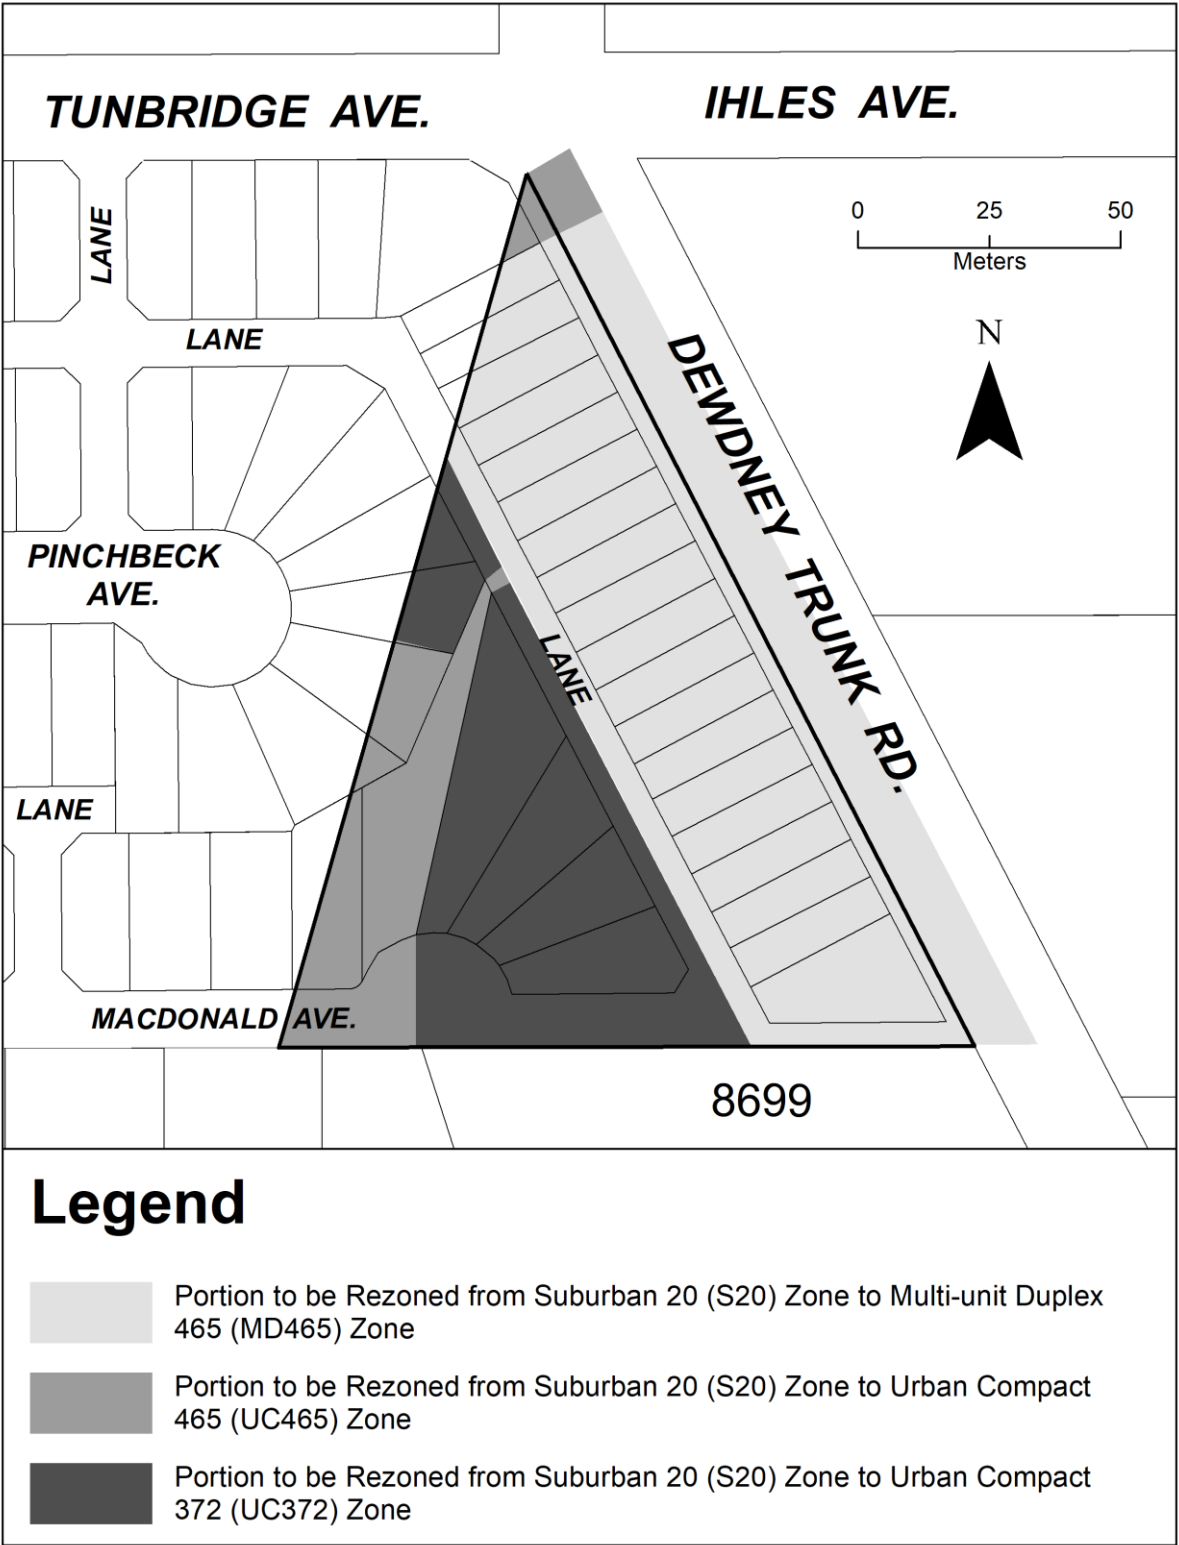 TUNBRIDGE AVE.
IHLES AVE.
LANE
0 25 50
Meters
LANE
N
DEWDNEY TRUNK RD.
PINCHBECK
AVE.
LANE
LANE
MACDONALD AVE.
8699
Legend
Portion to be Rezoned from Suburban 20 (S20) Zone to Multi-unit Duplex
465 (MD465) Zone
Portion to be Rezoned from Suburban 20 (S20) Zone to Urban Compact
465 (UC465) Zone
Portion to be Rezoned from Suburban 20 (S20) Zone to Urban Compact
372 (UC372) Zone